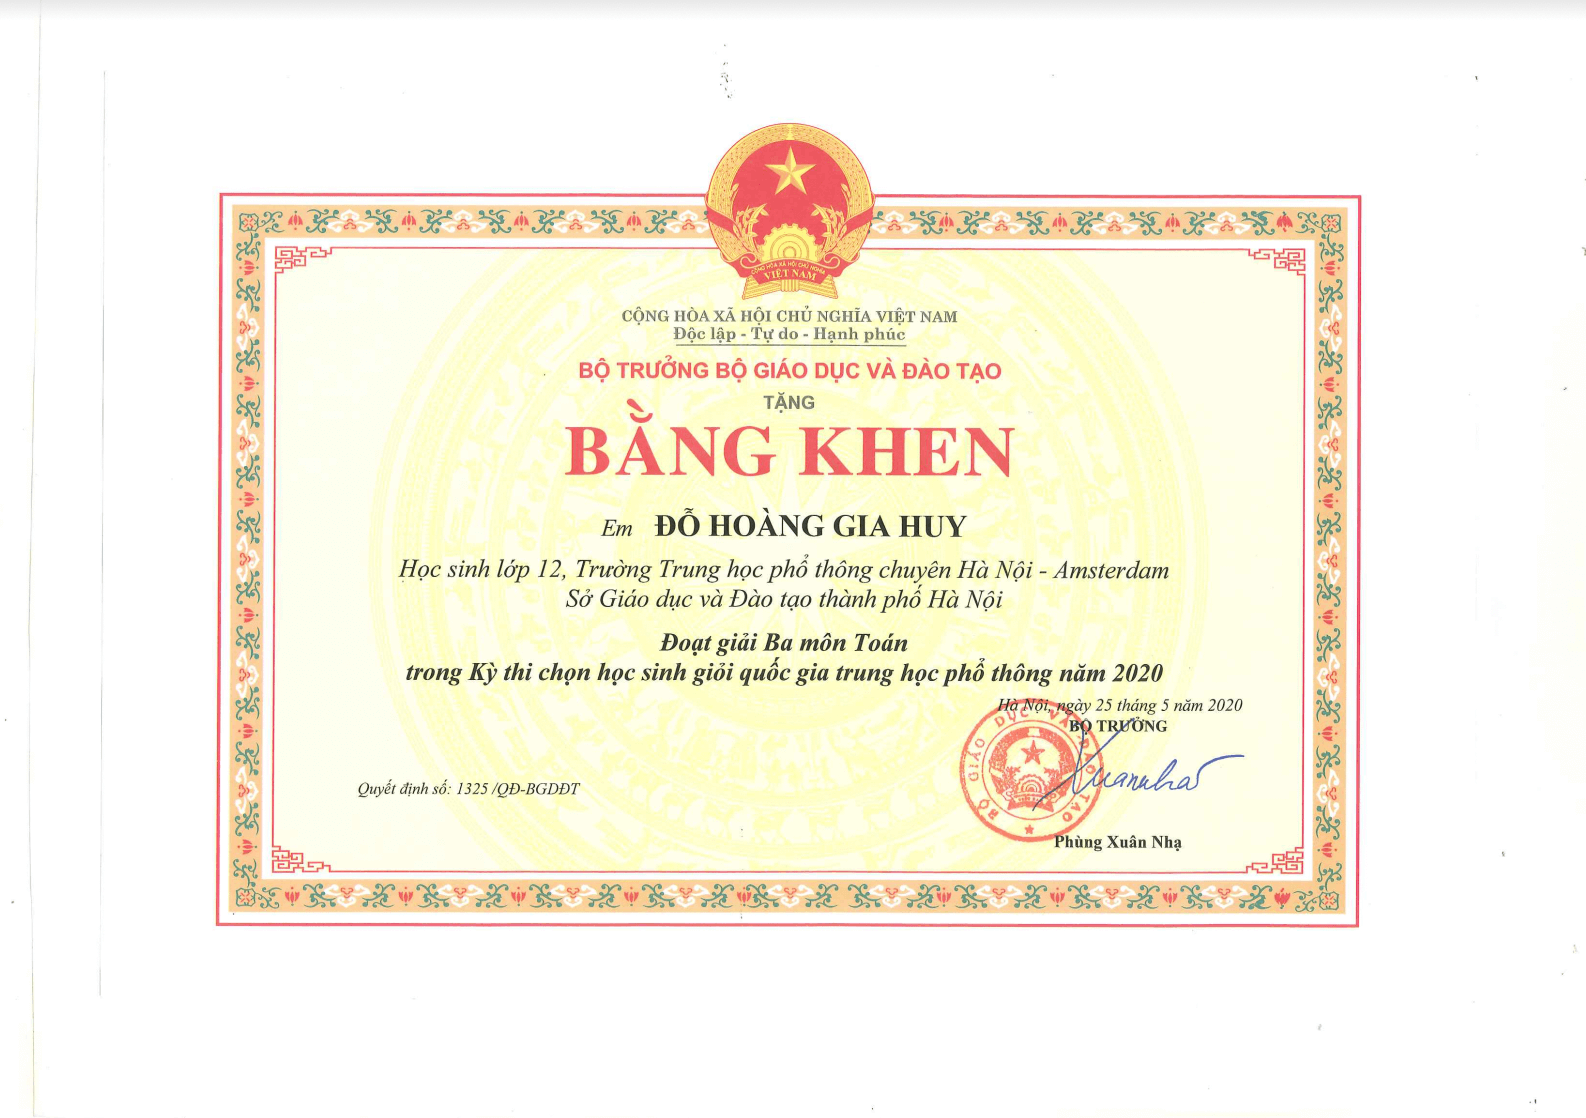 CỘNG HÒA XÃ HỘI CHỦ NGHĨA
VIỆT NAM
CỘNG HÒA XÃ HỘI CHỦ NGHĨA VIỆT NAM
Độc lập - Tự do - Hạnh phúc
BỘ TRƯỞNG BỘ GIÁO DỤC VÀ ĐÀO TẠO
TẶNG
BẰNG KHEN
Em ĐỖ HOÀNG GIA HUY
Học sinh lớp 12, Trường Trung học phổ thông chuyên Hà Nội - Amsterdam
Sở Giáo dục và Đào tạo thành phố Hà Nội
Đoạt giải Ba môn Toán
trong Kỳ thi chọn học sinh giỏi quốc gia trung học phổ thông năm 2020
Hà Nội, ngày 25 tháng 5 năm 2020
BỘ TRƯỞNG
BỘ GIÁO DỤC VÀ ĐÀO TẠO
Quyết định số: 1325 /QĐ-BGDĐT
Phùng Xuân Nhạ